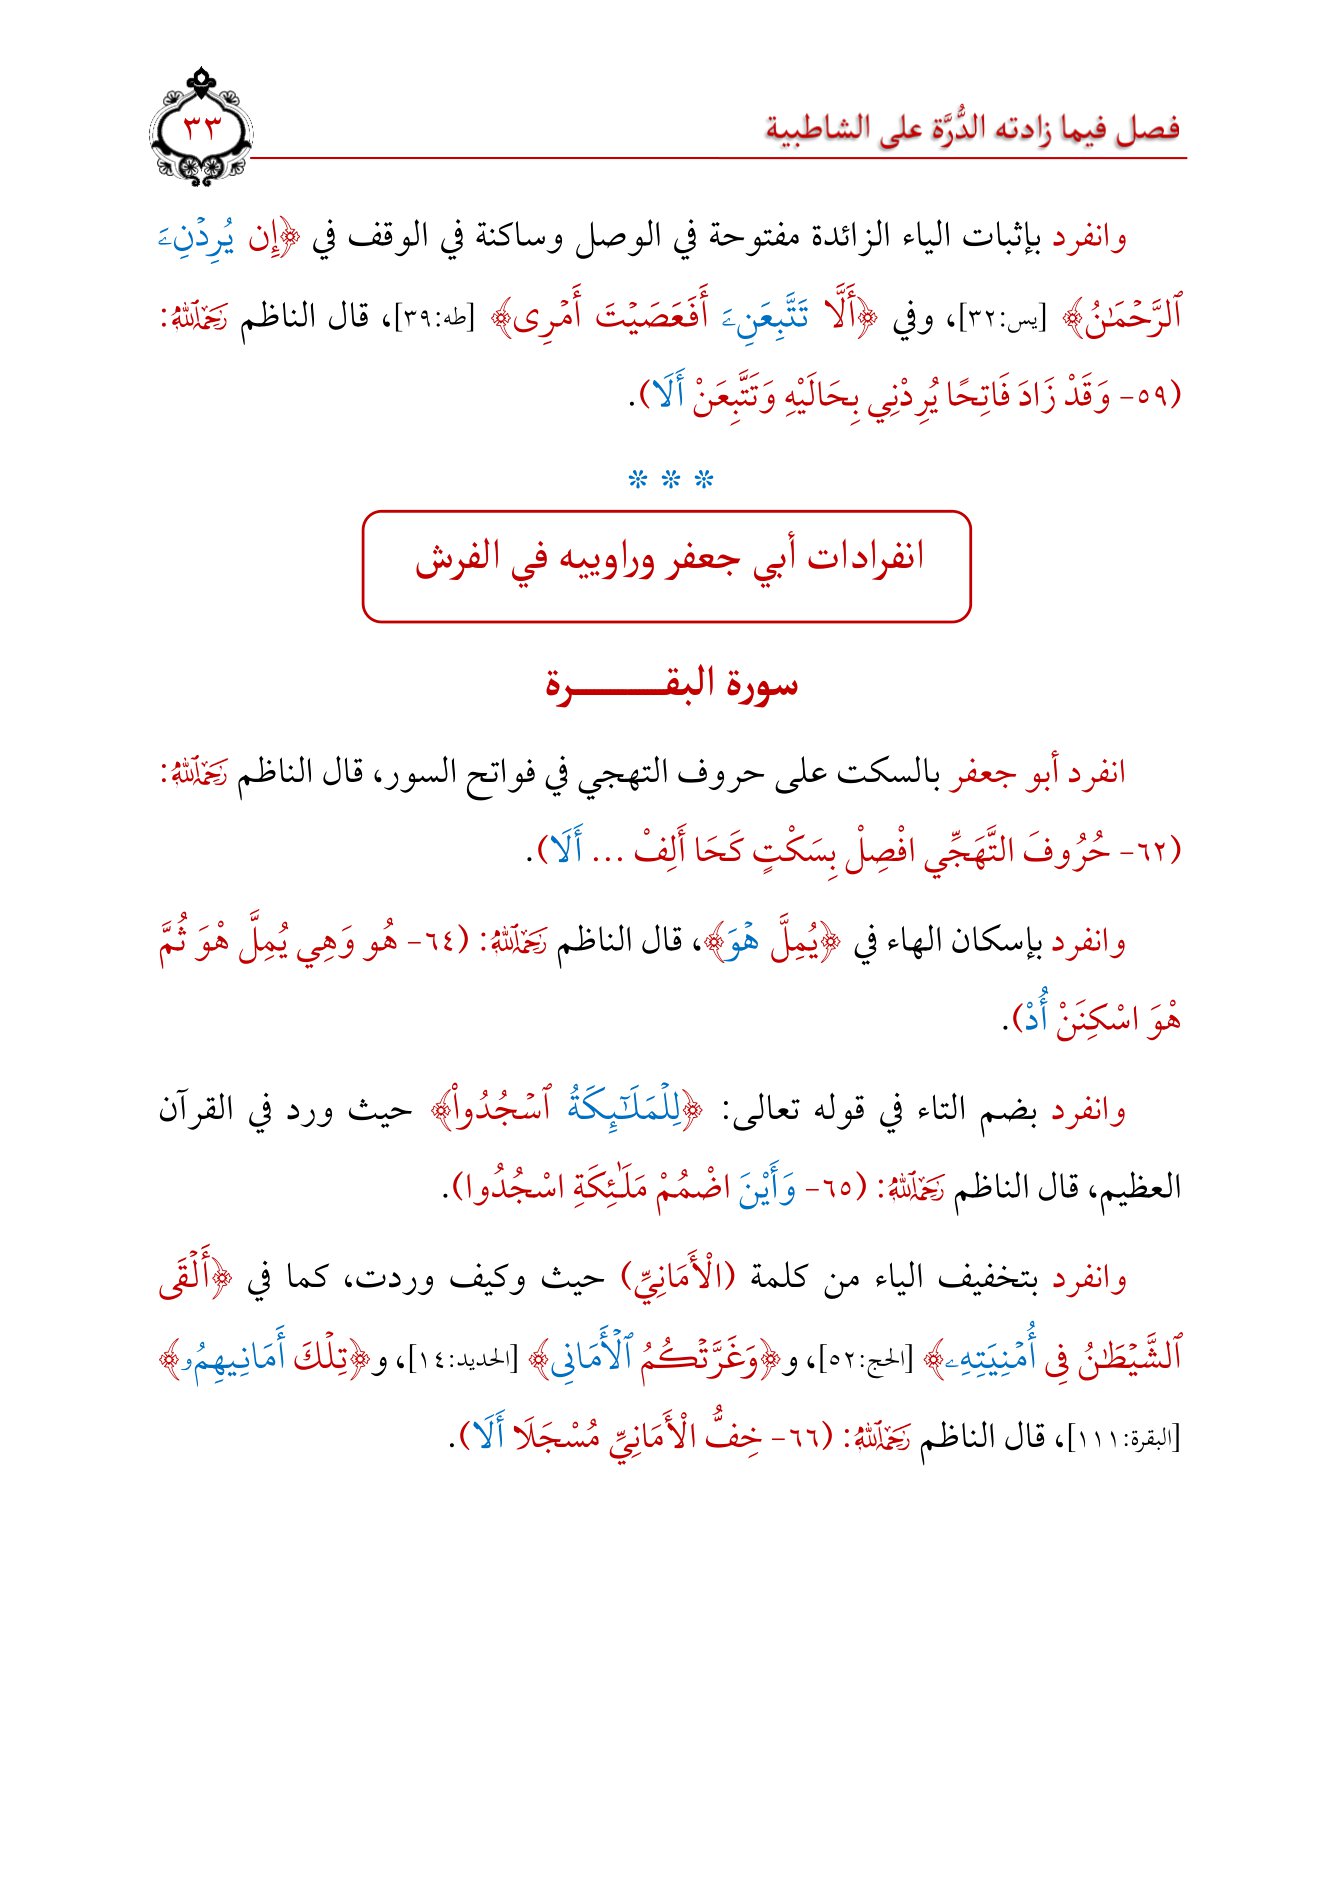 فصل فيما زادته الدُّرَّة على الشاطبية
٣٣
وانفرد بإثبات الياء الزائدة مفتوحة في الوصل وساكنة في الوقف في ﴿إِن يُرِدۡنِۦَ
ٱلرَّحۡمَٰنُ﴾ [يس:٣٢]، وفي ﴿أَلَّا تَتَّبِعَنِۦَ أَفَعَصَيۡتَ أَمۡرِى﴾ [طه:٣٩]، قال الناظم رَحِمَهُ ٱللَّهُ:
(٥٩- وَقَدْ زَادَ فَاتِحًا يُرِدْنِي بِحَالَيْهِ وَتَتَّبِعَنْ أَلَا).
* * *
انفرادات أبي جعفر وراوييه في الفرش
سورة البقـــــــــرة
انفرد أبو جعفر بالسكت على حروف التهجي في فواتح السور، قال الناظم رَحِمَهُ ٱللَّهُ:
(٦٢- حُرُوفَ التَّهَجِّي افْصِلْ بِسَكْتٍ كَحَا أَلِفْ ... أَلَا).
وانفرد بإسكان الهاء في ﴿يُمِلَّ هۡوَ﴾، قال الناظم رَحِمَهُ ٱللَّهُ: (٦٤- هُو وَهِي يُمِلَّ هْوَ ثُمَّ
هْوَ اسْكِنَنْ أُدْ).
وانفرد بضم التاء في قوله تعالى: ﴿لِلۡمَلَٰٓئِكَةُ ٱسۡجُدُواْ﴾ حيث ورد في القرآن
العظيم، قال الناظم رَحِمَهُ ٱللَّهُ: (٦٥- وَأَيْنَ اضْمُمْ مَلَٰئِكَةِ اسْجُدُوا).
وانفرد بتخفيف الياء من كلمة (الْأَمَانِيِّ) حيث وكيف وردت، كما في ﴿أَلۡقَى
ٱلشَّيۡطَٰنُ فِى أُمۡنِيَتِهِۦ﴾ [الحج:٥٢]، و﴿وَغَرَّتۡكُمُ ٱلۡأَمَانِى﴾ [الحديد:١٤]، و﴿تِلۡكَ أَمَانِيهِمُۥ﴾
[البقرة:١١١]، قال الناظم رَحِمَهُ ٱللَّهُ: (٦٦- خِفُّ الْأَمَانِيِّ مُسْجَلَا أَلَا).